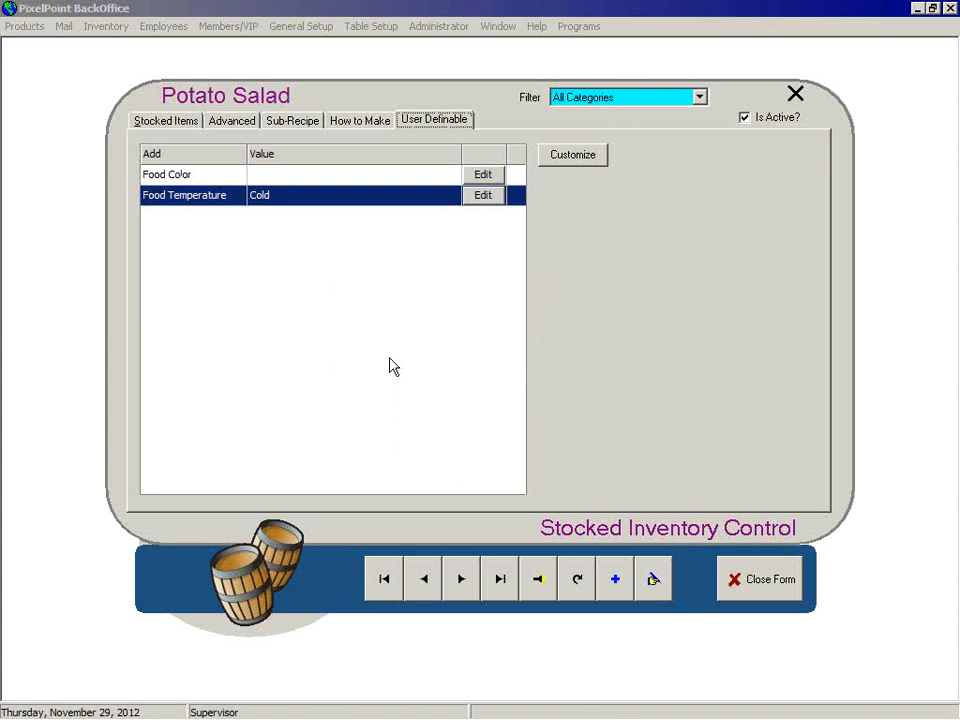 PixelPoint BackOffice
Products Mail Inventory Employees Members/VIP General Setup Table Setup Administrator Window Help Programs
Potato Salad
Filter All Categories
Is Active?
Stocked Items Advanced Sub-Recipe How to Make User Definable
Add Value
Customize
Food Color Edit
Food Temperature Cold Edit
Stocked Inventory Control
Close Form
Thursday, November 29, 2012 Supervisor